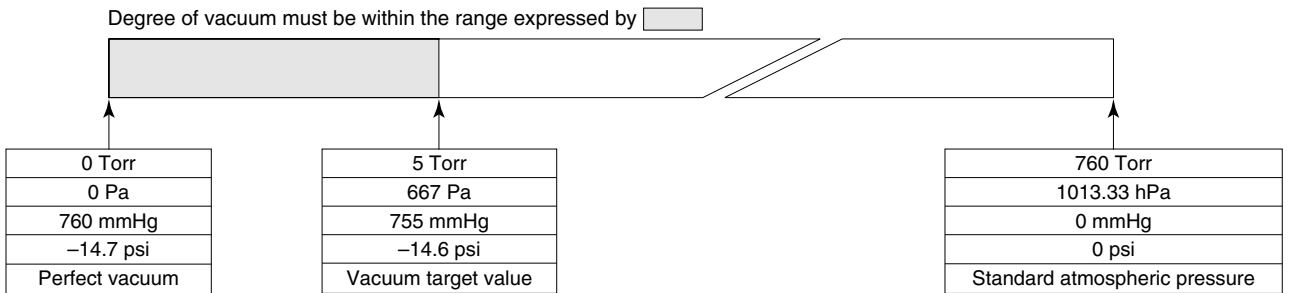 Degree of vacuum must be within the range expressed by
0 Torr
0 Pa
760 mmHg
–14.7 psi
Perfect vacuum
5 Torr
667 Pa
755 mmHg
–14.6 psi
Vacuum target value
760 Torr
1013.33 hPa
0 mmHg
0 psi
Standard atmospheric pressure